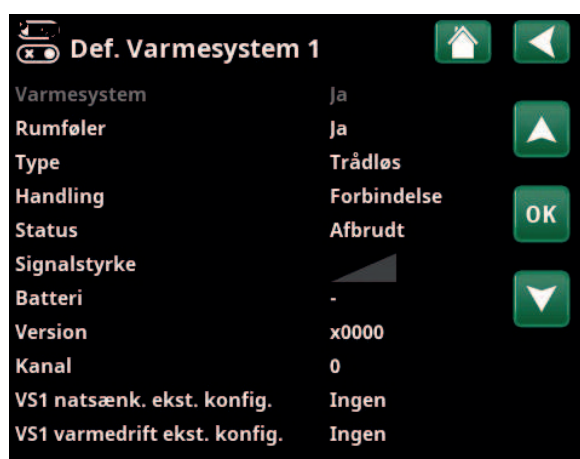 Def. Varmesystem 1
Varmesystem Ja
Rumføler Ja
Type Trådløs
Handling Forbindelse
Status Afbrudt
OK
Signalstyrke
Batteri -
Version x0000
Kanal 0
VS1 natsænk. ekst. konfig. Ingen
VS1 varmedrift ekst. konfig. Ingen